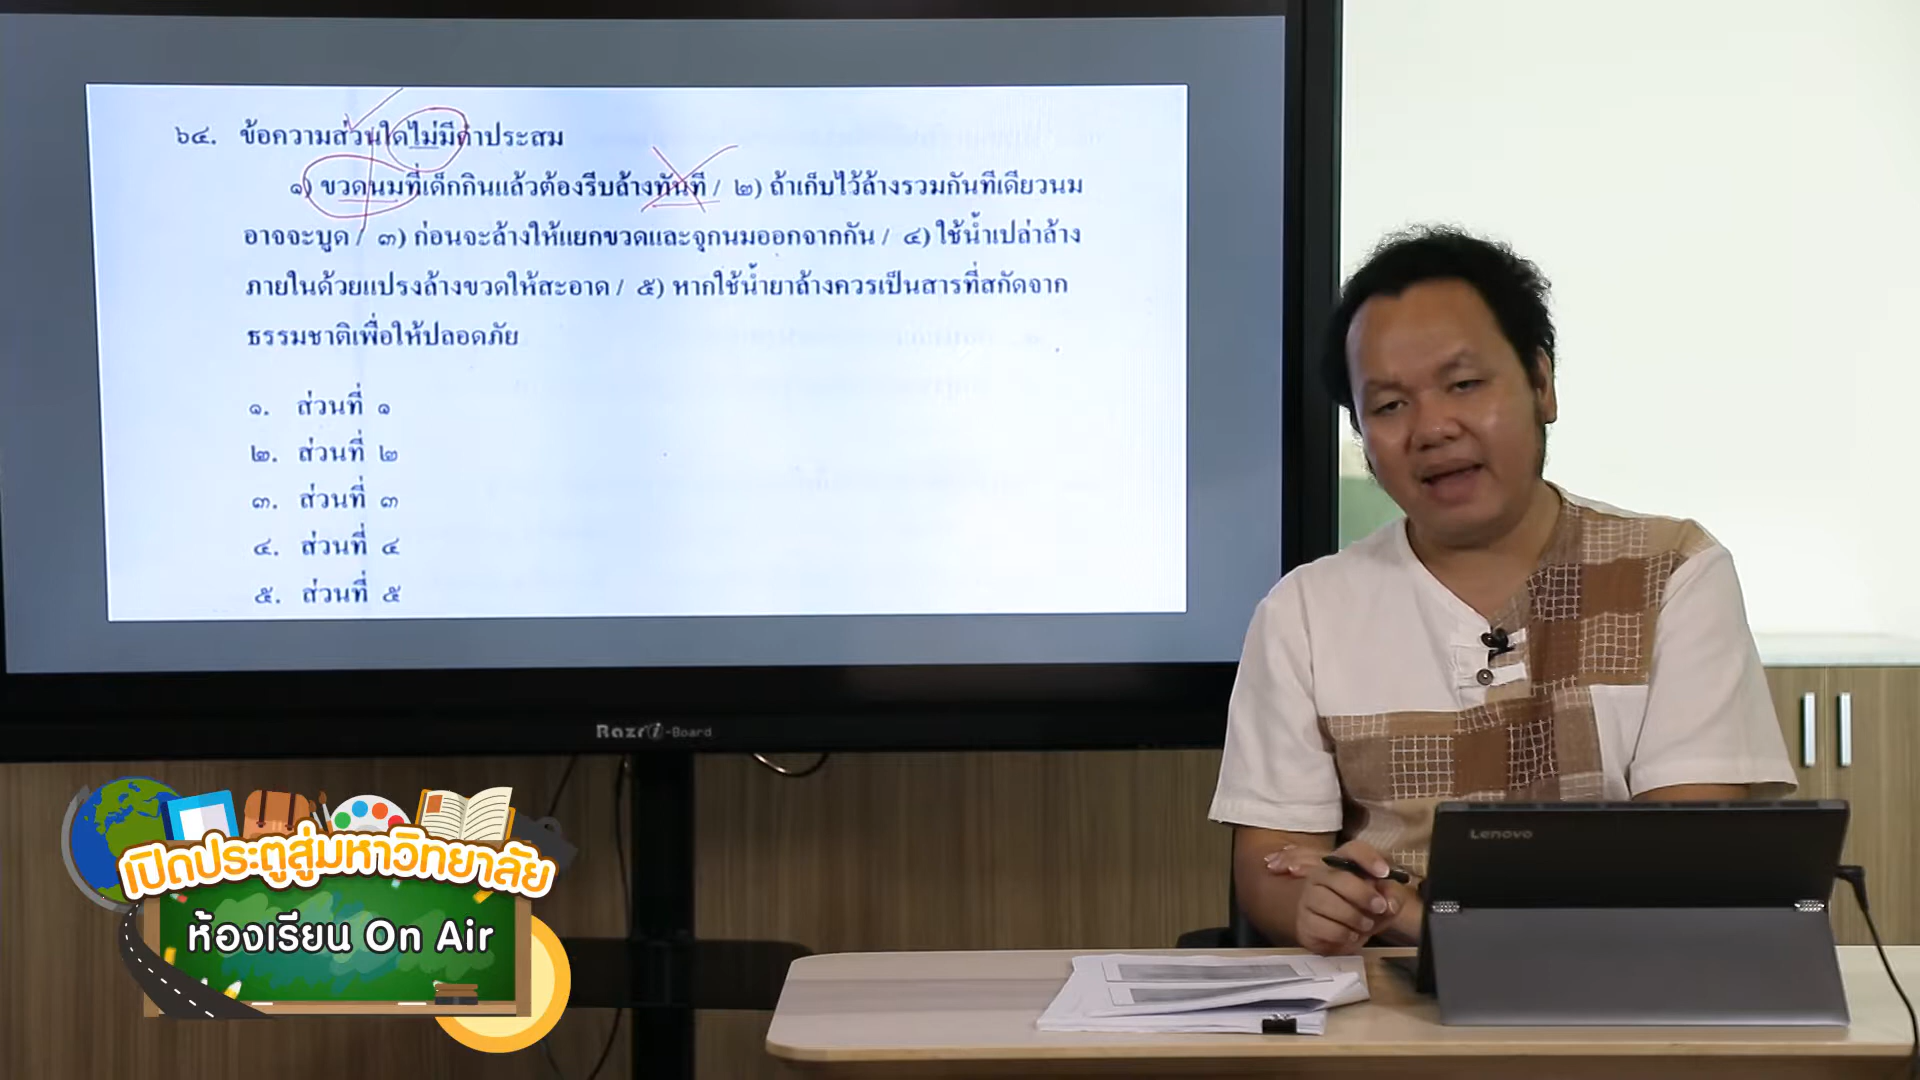 ๖๔. ข้อความส่วนใดไม่มีคำประสม
๑) ขวดนมที่เด็กกินแล้วต้องรีบล้างทันที / ๒) ถ้าเก็บไว้ล้างรวมกันทีเดียวนม
อาจจะบูด / ๓) ก่อนจะล้างให้แยกขวดและจุกนมออกจากกัน / ๔) ใช้น้ำเปล่าล้าง
ภายในด้วยแปรงล้างขวดให้สะอาด / ๕) หากใช้น้ำยาล้างควรเป็นสารที่สกัดจาก
ธรรมชาติเพื่อให้ปลอดภัย
๑. ส่วนที่ ๑
๒. ส่วนที่ ๒
๓. ส่วนที่ ๓
๔. ส่วนที่ ๔
๕. ส่วนที่ ๕
Razr i-Board
Lenovo
เปิดประตูสู่มหาวิทยาลัย
ห้องเรียน On Air